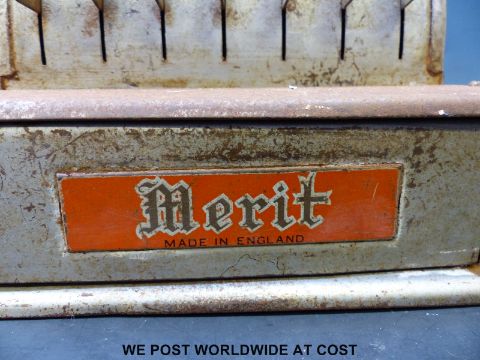 Merit
MADE IN ENGLAND
WE POST WORLDWIDE AT COST